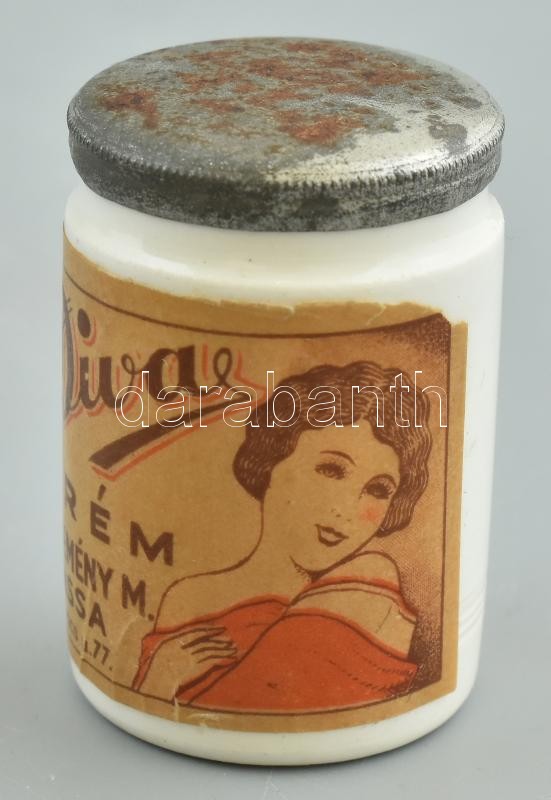 Diva
darabanth
RÉM
MÉNY M.
SSA
77.